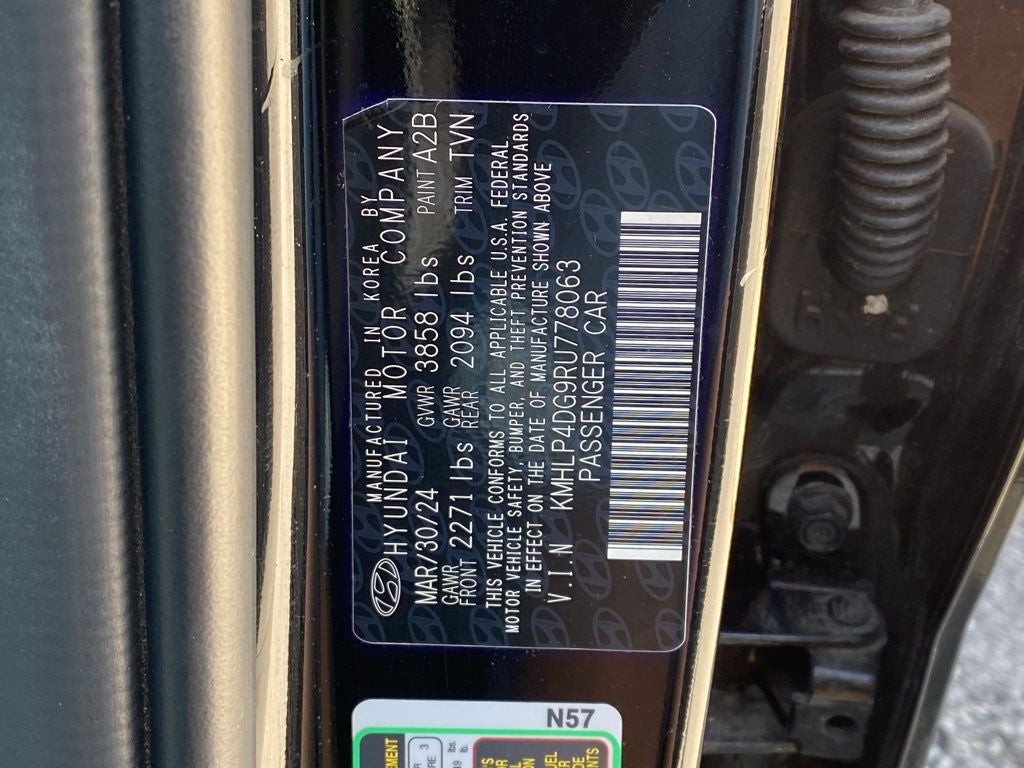 MANUFACTURED IN KOREA BY
HYUNDAI MOTOR COMPANY
MAR/30/24 GVWR 3858 lbs PAINT A2B
GAWR FRONT 2271 lbs GAWR REAR 2094 lbs TRIM TVN
THIS VEHICLE CONFORMS TO ALL APPLICABLE U.S.A. FEDERAL
MOTOR VEHICLE SAFETY, BUMPER, AND THEFT PREVENTION STANDARDS
IN EFFECT ON THE DATE OF MANUFACTURE SHOWN ABOVE
V.I.N KMHLP4DG9RU778063
PASSENGER CAR
N57